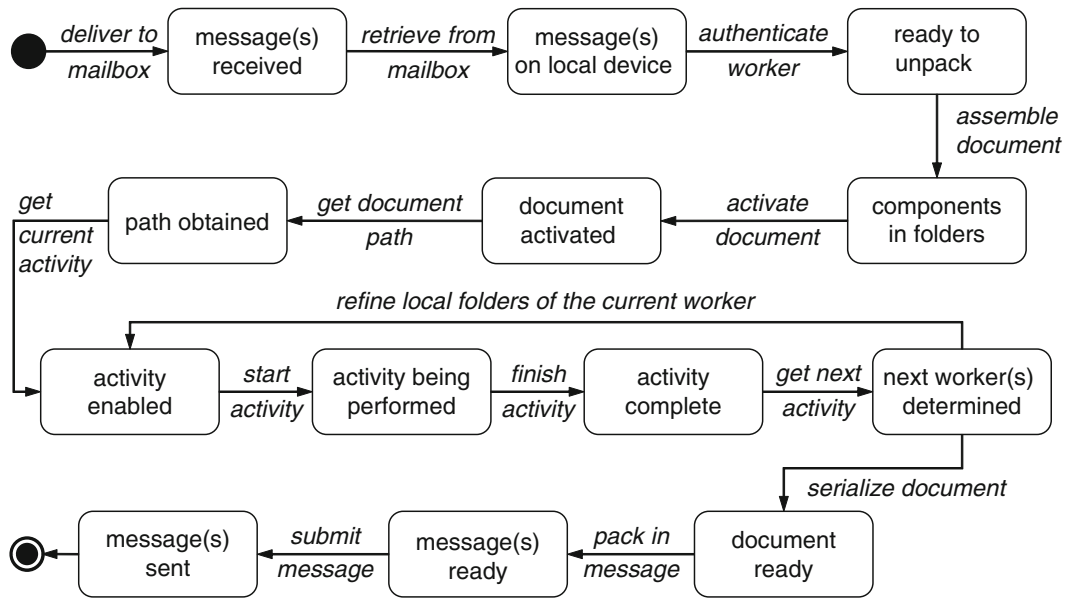 deliver to
mailbox
message(s)
received
retrieve from
mailbox
message(s)
on local device
authenticate
worker
ready to
unpack
assemble
document
components
in folders
activate
document
document
activated
get document
path
path obtained
get
current
activity
refine local folders of the current worker
activity
enabled
start
activity
activity being
performed
finish
activity
activity
complete
get next
activity
next worker(s)
determined
serialize document
document
ready
pack in
message
message(s)
ready
submit
message
message(s)
sent